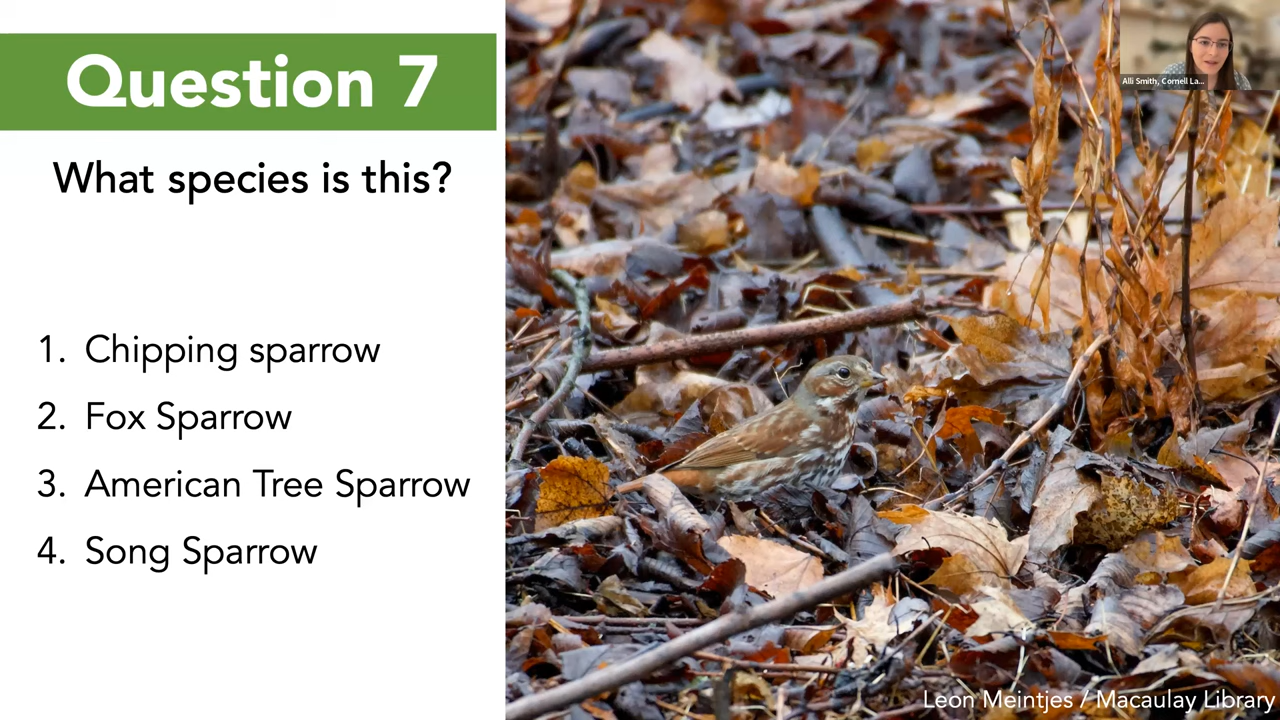 Question 7
What species is this?
1. Chipping sparrow
2. Fox Sparrow
3. American Tree Sparrow
4. Song Sparrow
Alli Smith, Cornell La...
Leon Meintjes / Macaulay Library